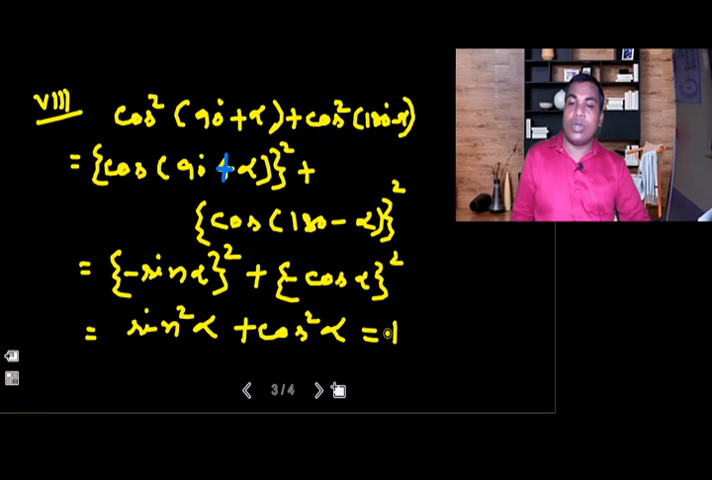 VIII cos² (90°+α)+cos²(180-α)
= {cos(90+α)}² +
{cos(180-α)}²
= {-sinα}² + {-cosα}²
= sin²α + cos²α = 1
3/4